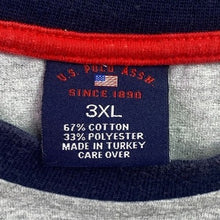 U.S. POLO ASSN.
SINCE 1890
3XL
67% COTTON
33% POLYESTER
MADE IN TURKEY
CARE OVER